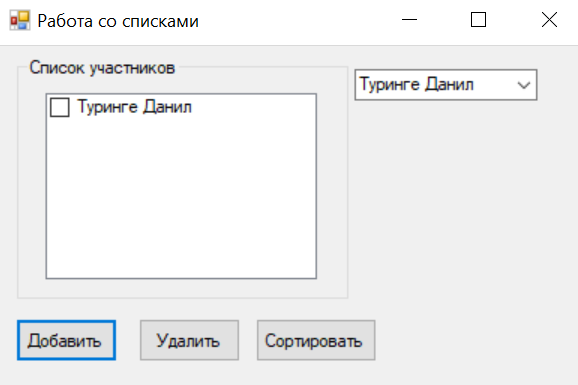 Работа со списками
Список участников
Туринге Данил
Туринге Данил
Добавить
Удалить
Сортировать